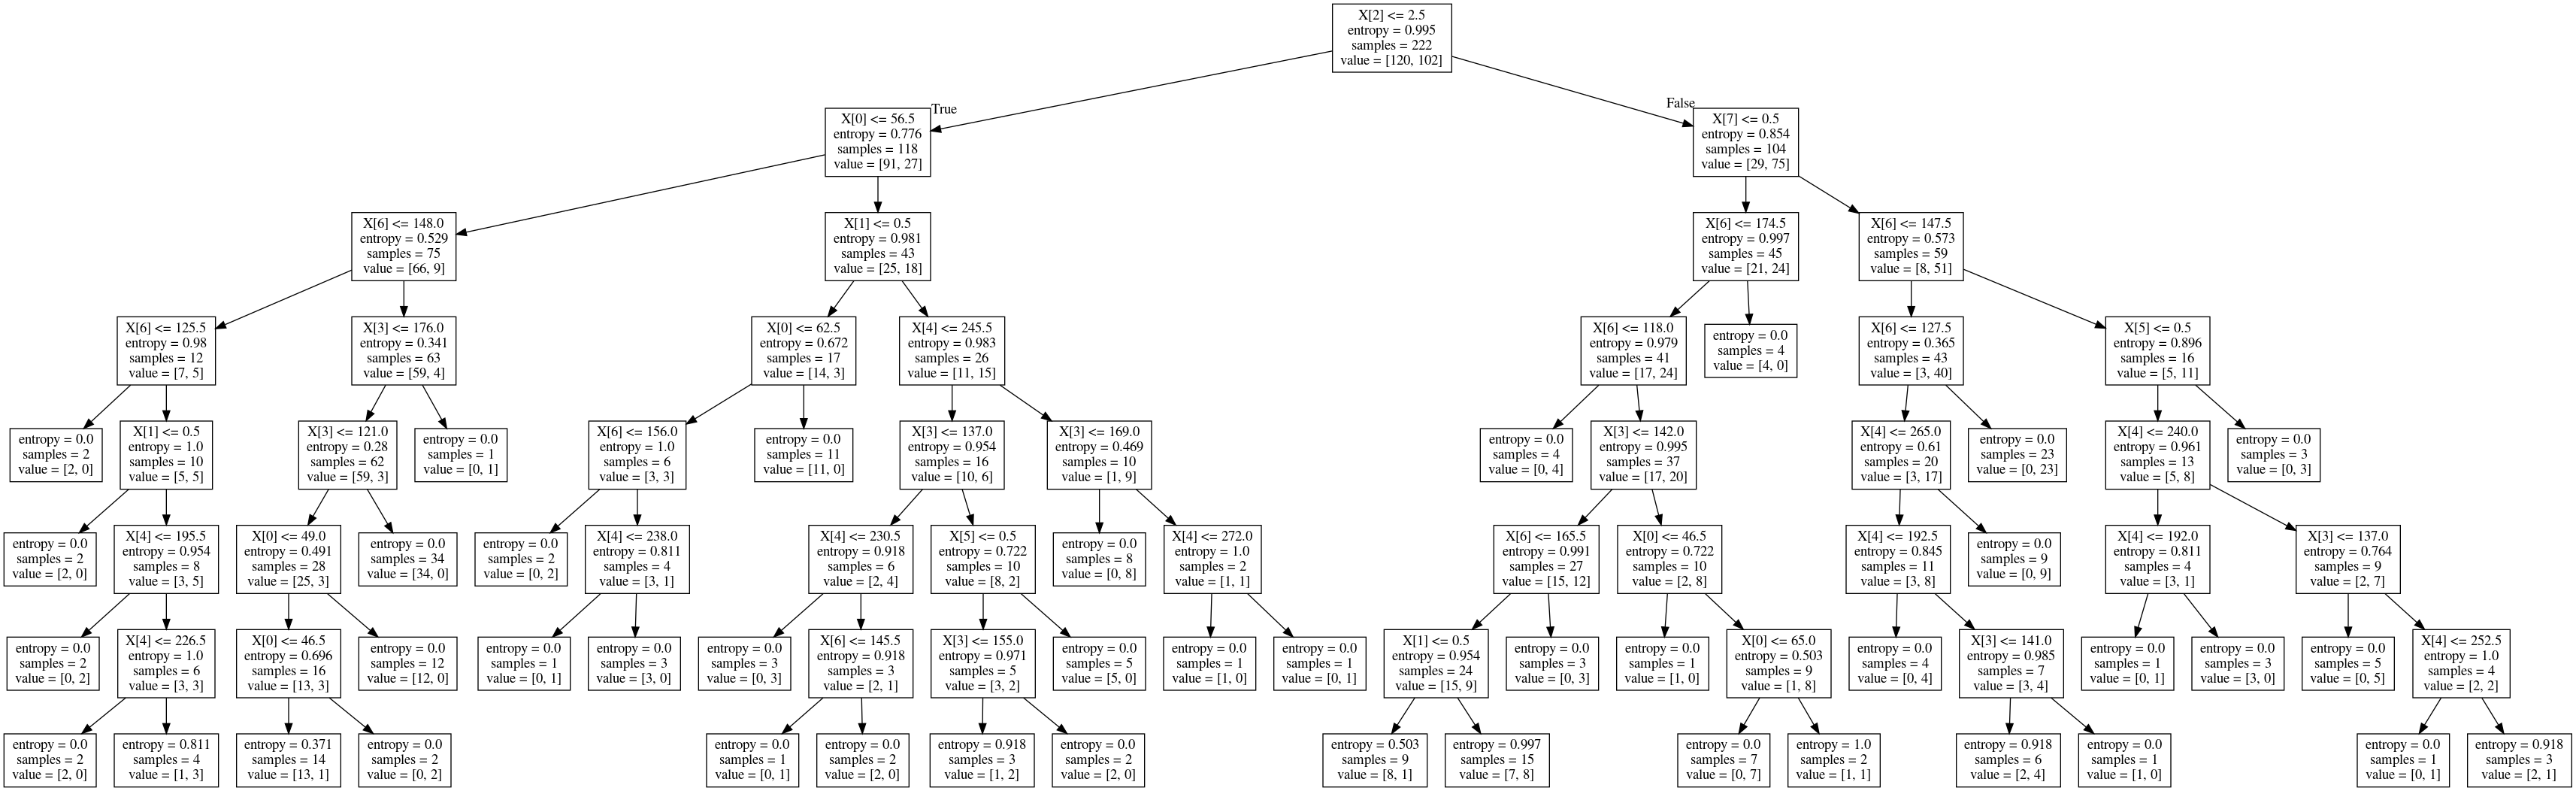 X[2] <= 2.5
entropy = 0.995
samples = 222
value = [120, 102]
True
False
X[0] <= 56.5
entropy = 0.776
samples = 118
value = [91, 27]
X[7] <= 0.5
entropy = 0.854
samples = 104
value = [29, 75]
X[6] <= 148.0
entropy = 0.529
samples = 75
value = [66, 9]
X[1] <= 0.5
entropy = 0.981
samples = 43
value = [25, 18]
X[6] <= 174.5
entropy = 0.997
samples = 45
value = [21, 24]
X[6] <= 147.5
entropy = 0.573
samples = 59
value = [8, 51]
X[6] <= 125.5
entropy = 0.98
samples = 12
value = [7, 5]
X[3] <= 176.0
entropy = 0.341
samples = 63
value = [59, 4]
X[0] <= 62.5
entropy = 0.672
samples = 17
value = [14, 3]
X[4] <= 245.5
entropy = 0.983
samples = 26
value = [11, 15]
X[6] <= 118.0
entropy = 0.979
samples = 41
value = [17, 24]
entropy = 0.0
samples = 4
value = [4, 0]
X[6] <= 127.5
entropy = 0.365
samples = 43
value = [3, 40]
X[5] <= 0.5
entropy = 0.896
samples = 16
value = [5, 11]
entropy = 0.0
samples = 2
value = [2, 0]
X[1] <= 0.5
entropy = 1.0
samples = 10
value = [5, 5]
X[3] <= 121.0
entropy = 0.28
samples = 62
value = [59, 3]
entropy = 0.0
samples = 1
value = [0, 1]
X[6] <= 156.0
entropy = 1.0
samples = 6
value = [3, 3]
entropy = 0.0
samples = 11
value = [11, 0]
X[3] <= 137.0
entropy = 0.954
samples = 16
value = [10, 6]
X[3] <= 169.0
entropy = 0.469
samples = 10
value = [1, 9]
entropy = 0.0
samples = 4
value = [0, 4]
X[3] <= 142.0
entropy = 0.995
samples = 37
value = [17, 20]
X[4] <= 265.0
entropy = 0.61
samples = 20
value = [3, 17]
entropy = 0.0
samples = 23
value = [0, 23]
X[4] <= 240.0
entropy = 0.961
samples = 13
value = [5, 8]
entropy = 0.0
samples = 3
value = [0, 3]
entropy = 0.0
samples = 2
value = [2, 0]
X[4] <= 195.5
entropy = 0.954
samples = 8
value = [3, 5]
X[0] <= 49.0
entropy = 0.491
samples = 28
value = [25, 3]
entropy = 0.0
samples = 34
value = [34, 0]
entropy = 0.0
samples = 2
value = [0, 2]
X[4] <= 238.0
entropy = 0.811
samples = 4
value = [3, 1]
X[4] <= 230.5
entropy = 0.918
samples = 6
value = [2, 4]
X[5] <= 0.5
entropy = 0.722
samples = 10
value = [8, 2]
entropy = 0.0
samples = 8
value = [0, 8]
X[4] <= 272.0
entropy = 1.0
samples = 2
value = [1, 1]
X[6] <= 165.5
entropy = 0.991
samples = 27
value = [15, 12]
X[0] <= 46.5
entropy = 0.722
samples = 10
value = [2, 8]
X[4] <= 192.5
entropy = 0.845
samples = 11
value = [3, 8]
entropy = 0.0
samples = 9
value = [0, 9]
X[4] <= 192.0
entropy = 0.811
samples = 4
value = [3, 1]
X[3] <= 137.0
entropy = 0.764
samples = 9
value = [2, 7]
entropy = 0.0
samples = 2
value = [0, 2]
X[4] <= 226.5
entropy = 1.0
samples = 6
value = [3, 3]
X[0] <= 46.5
entropy = 0.696
samples = 16
value = [13, 3]
entropy = 0.0
samples = 12
value = [12, 0]
entropy = 0.0
samples = 1
value = [0, 1]
entropy = 0.0
samples = 3
value = [3, 0]
entropy = 0.0
samples = 3
value = [0, 3]
X[6] <= 145.5
entropy = 0.918
samples = 3
value = [2, 1]
X[3] <= 155.0
entropy = 0.971
samples = 5
value = [3, 2]
entropy = 0.0
samples = 5
value = [5, 0]
entropy = 0.0
samples = 1
value = [1, 0]
entropy = 0.0
samples = 1
value = [0, 1]
X[1] <= 0.5
entropy = 0.954
samples = 24
value = [15, 9]
entropy = 0.0
samples = 3
value = [0, 3]
entropy = 0.0
samples = 1
value = [1, 0]
X[0] <= 65.0
entropy = 0.503
samples = 9
value = [1, 8]
entropy = 0.0
samples = 4
value = [0, 4]
X[3] <= 141.0
entropy = 0.985
samples = 7
value = [3, 4]
entropy = 0.0
samples = 1
value = [0, 1]
entropy = 0.0
samples = 3
value = [3, 0]
entropy = 0.0
samples = 5
value = [0, 5]
X[4] <= 252.5
entropy = 1.0
samples = 4
value = [2, 2]
entropy = 0.0
samples = 2
value = [2, 0]
entropy = 0.811
samples = 4
value = [1, 3]
entropy = 0.371
samples = 14
value = [13, 1]
entropy = 0.0
samples = 2
value = [0, 2]
entropy = 0.0
samples = 1
value = [0, 1]
entropy = 0.0
samples = 2
value = [2, 0]
entropy = 0.918
samples = 3
value = [1, 2]
entropy = 0.0
samples = 2
value = [2, 0]
entropy = 0.503
samples = 9
value = [8, 1]
entropy = 0.997
samples = 15
value = [7, 8]
entropy = 0.0
samples = 7
value = [0, 7]
entropy = 1.0
samples = 2
value = [1, 1]
entropy = 0.918
samples = 6
value = [2, 4]
entropy = 0.0
samples = 1
value = [1, 0]
entropy = 0.0
samples = 1
value = [0, 1]
entropy = 0.918
samples = 3
value = [2, 1]